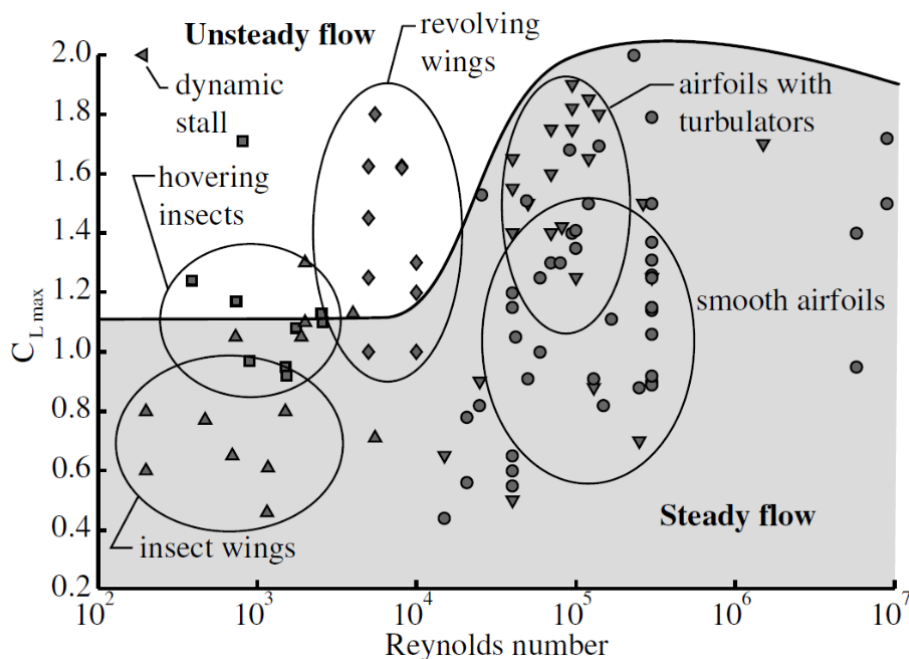 Unsteady flow
revolving
wings
dynamic
stall
airfoils with
turbulators
hovering
insects
smooth airfoils
insect wings
Steady flow
C_{L max}
2.0
1.8
1.6
1.4
1.2
1.0
0.8
0.6
0.4
0.2
10^2 10^3 10^4 10^5 10^6 10^7
Reynolds number